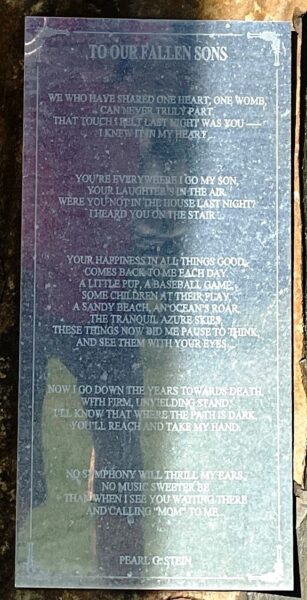 TO OUR FALLEN SONS
WE WHO HAVE SHARED ONE HEART, ONE WOMB,
CAN NEVER TRULY PART,
THAT TOUCH I FELT LAST NIGHT WAS YOU —
I KNEW IT IN MY HEART.
YOU'RE EVERYWHERE I GO MY SON,
YOUR LAUGHTER'S IN THE AIR,
WERE YOU NOT IN THE HOUSE LAST NIGHT?
I HEARD YOU ON THE STAIR...
YOUR HAPPINESS IN ALL THINGS GOOD,
COMES BACK TO ME EACH DAY.
A LITTLE PUP, A BASEBALL GAME,
SOME CHILDREN AT THEIR PLAY,
A SANDY BEACH, AN OCEAN'S ROAR,
THE TRANQUIL AZURE SKIES,
THESE THINGS NOW BID ME PAUSE TO THINK,
AND SEE THEM WITH YOUR EYES...
NOW I GO DOWN THE YEARS TOWARDS DEATH,
WITH FIRM, UNYIELDING STAND,
I'LL KNOW THAT WHERE THE PATH IS DARK,
YOU'LL REACH AND TAKE MY HAND.
NO SYMPHONY WILL THRILL MY EARS,
NO MUSIC SWEETER BE
THAN WHEN I SEE YOU WAITING THERE
AND CALLING "MOM" TO ME...
PEARL G. STEIN